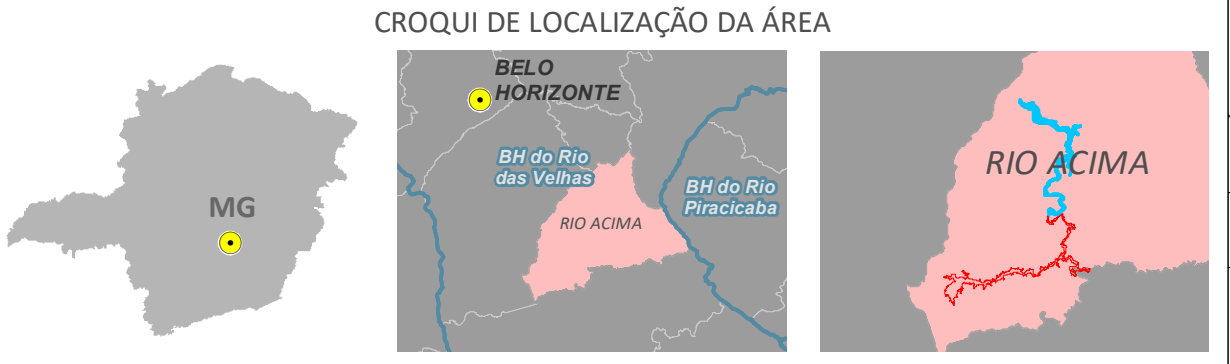 CROQUI DE LOCALIZAÇÃO DA ÁREA
MG
BELO
HORIZONTE
BH do Rio
das Velhas
BH do Rio
Piracicaba
RIO ACIMA
RIO ACIMA